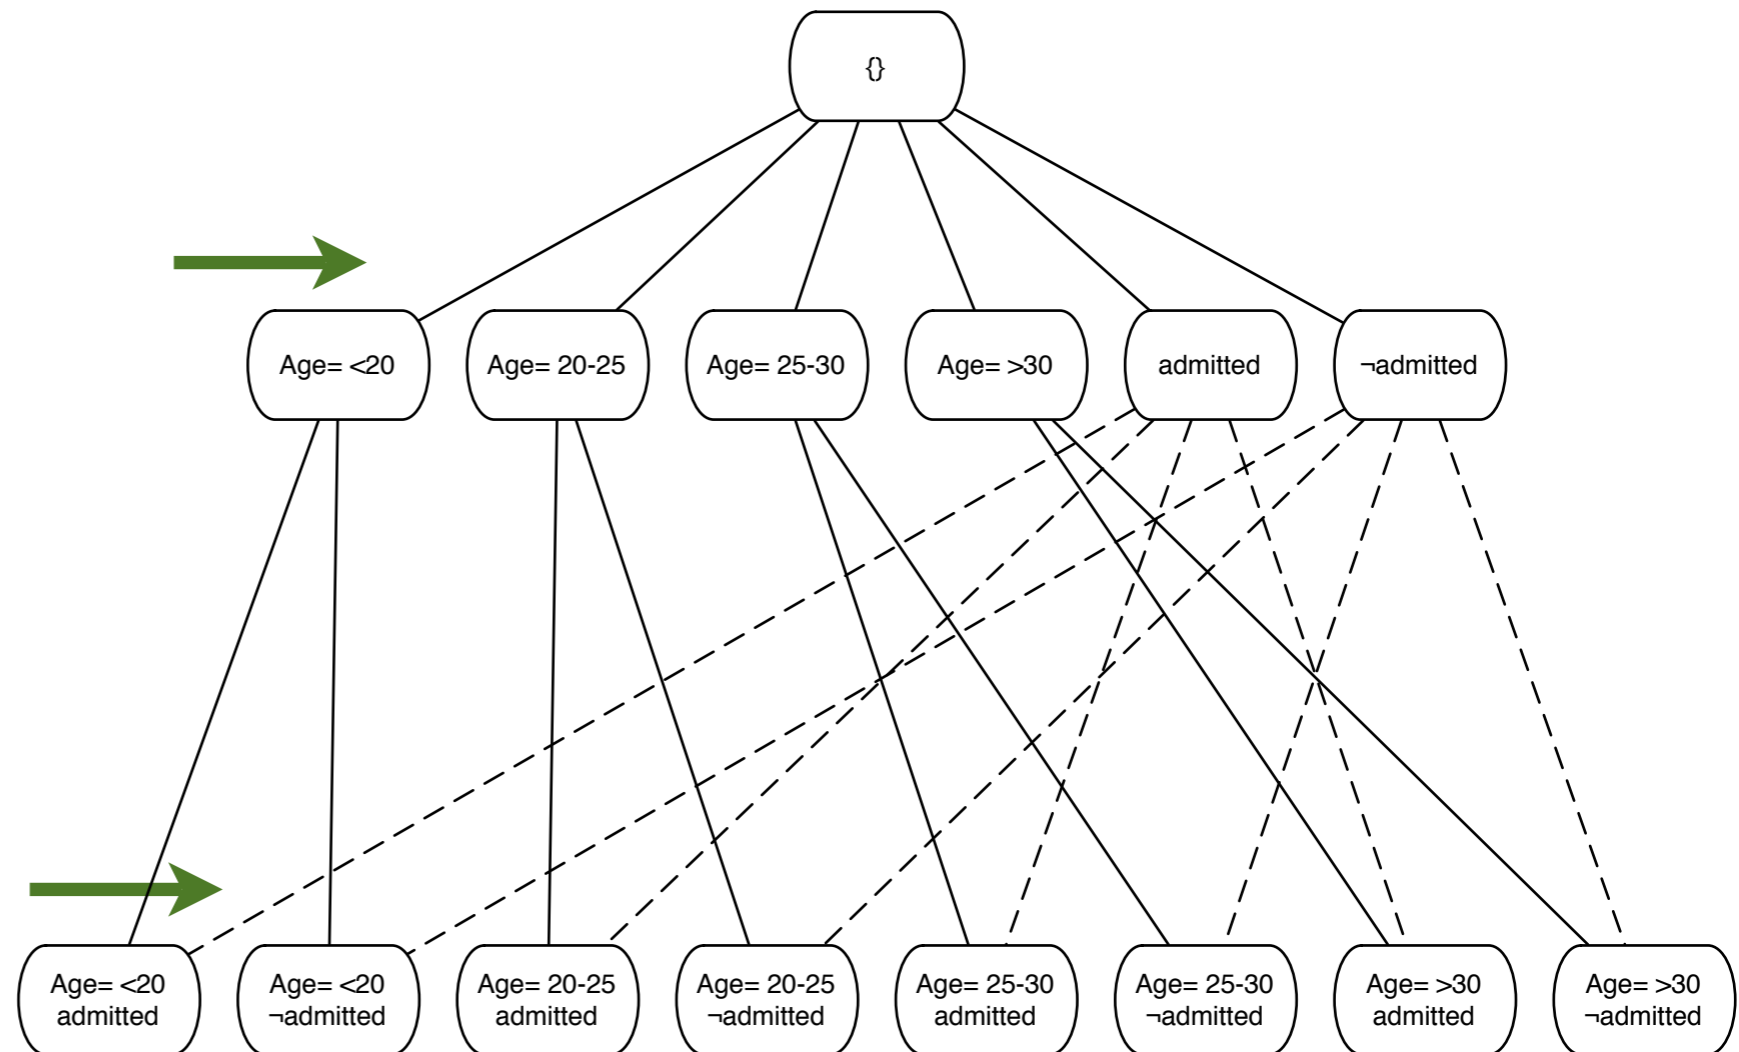 {}
Age= <20
Age= 20-25
Age= 25-30
Age= >30
admitted
¬admitted
Age= <20
admitted
Age= <20
¬admitted
Age= 20-25
admitted
Age= 20-25
¬admitted
Age= 25-30
admitted
Age= 25-30
¬admitted
Age= >30
admitted
Age= >30
¬admitted